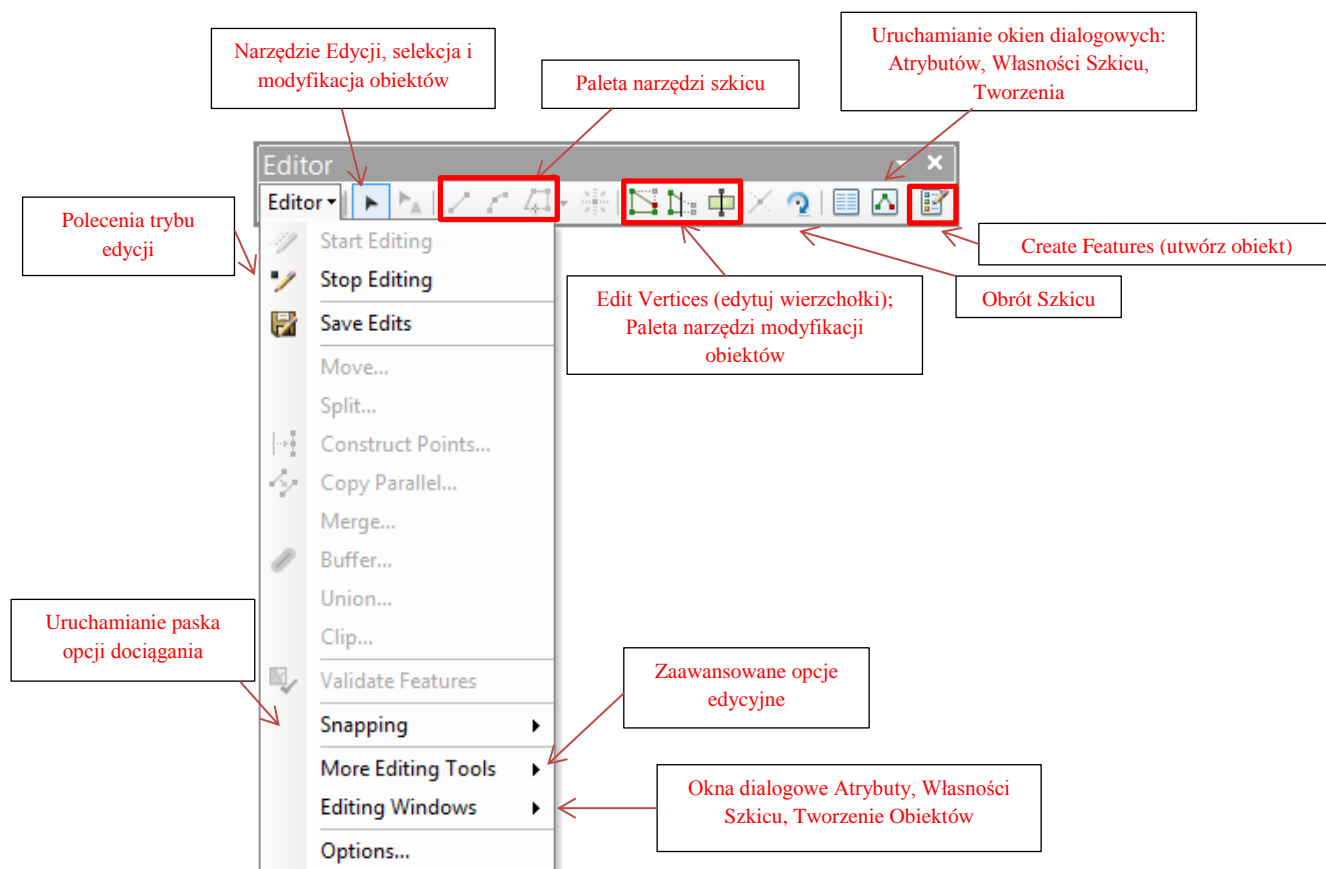 Narzędzie Edycji, selekcja i
modyfikacja obiektów
Paleta narzędzi szkicu
Uruchamianie okien dialogowych:
Atrybutów, Własności Szkicu,
Tworzenia
Editor
Editor
Polecenia trybu
edycji
Create Features (utwórz obiekt)
Obrót Szkicu
Edit Vertices (edytuj wierzchołki);
Paleta narzędzi modyfikacji
obiektów
Start Editing
Stop Editing
Save Edits
Move...
Split...
Construct Points...
Copy Parallel...
Merge...
Buffer...
Union...
Clip...
Validate Features
Snapping
More Editing Tools
Editing Windows
Options...
Uruchamianie paska
opcji dociągania
Zaawansowane opcje
edycyjne
Okna dialogowe Atrybuty, Własności
Szkicu, Tworzenie Obiektów